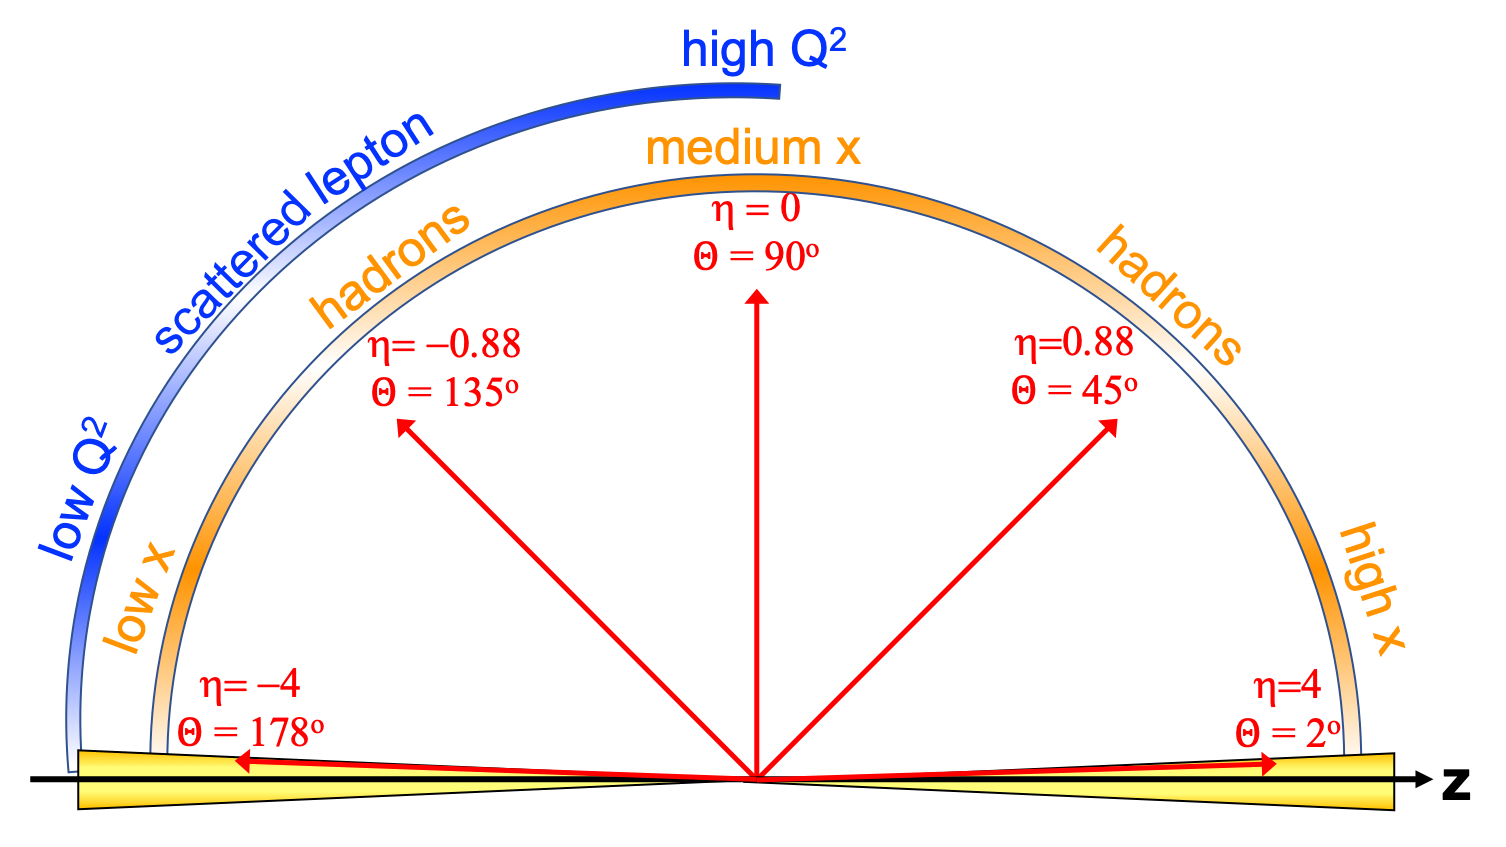 high Q²
medium x
scattered lepton
hadrons
hadrons
η = 0
Θ = 90º
η= −0.88
Θ = 135º
η=0.88
Θ = 45º
low Q²
low x
high x
η= −4
Θ = 178º
η=4
Θ = 2º
z